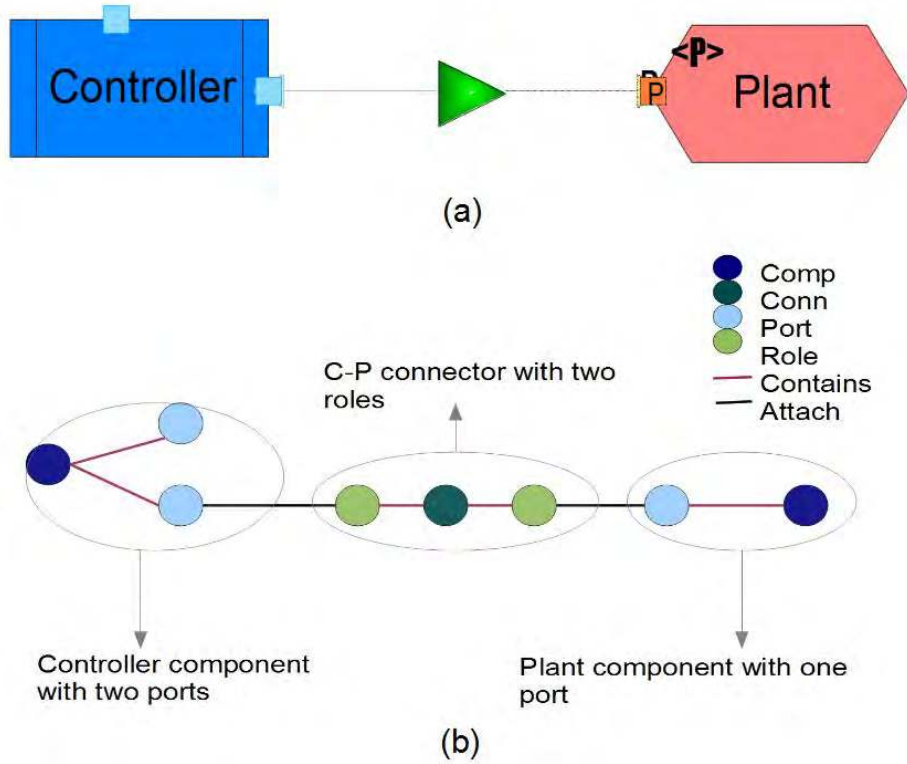 Controller
<P>
P
Plant
(a)
Comp
Conn
Port
Role
Contains
Attach
C-P connector with two
roles
Controller component
with two ports
Plant component with one
port
(b)